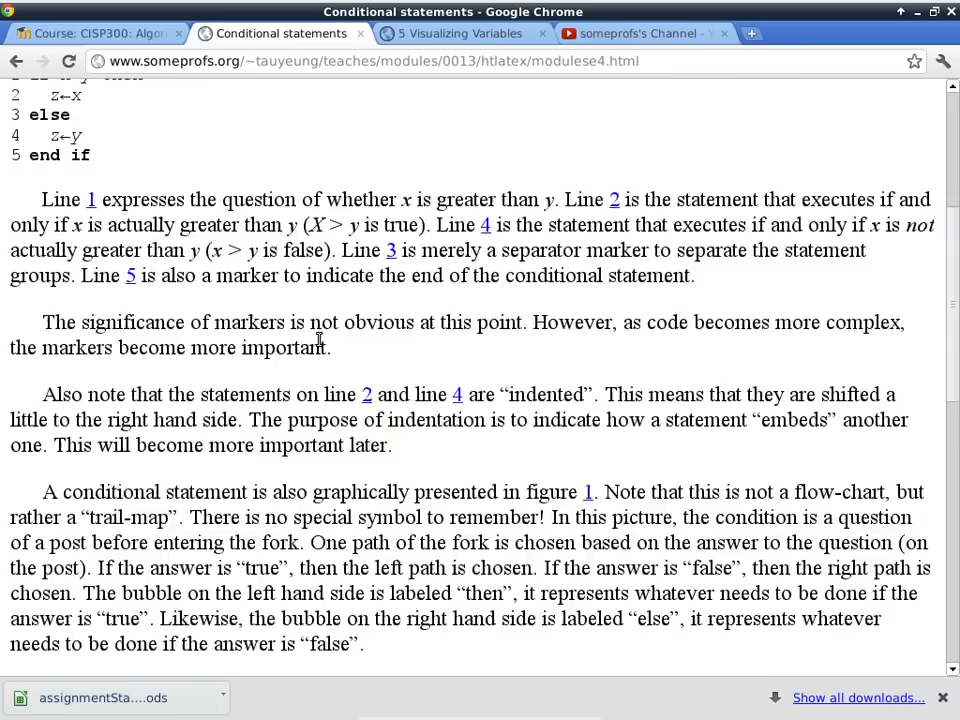 Conditional statements - Google Chrome
Course: CISP300: Algor
Conditional statements
5 Visualizing Variables
someprofs's Channel - Y
www.someprofs.org/~tauyeung/teaches/modules/0013/htlatex/modulese4.html
2 z←x
3 else
4 z←y
5 end if
Line 1 expresses the question of whether x is greater than y. Line 2 is the statement that executes if and
only if x is actually greater than y (X > y is true). Line 4 is the statement that executes if and only if x is not
actually greater than y (x > y is false). Line 3 is merely a separator marker to separate the statement
groups. Line 5 is also a marker to indicate the end of the conditional statement.
The significance of markers is not obvious at this point. However, as code becomes more complex,
the markers become more important.
Also note that the statements on line 2 and line 4 are “indented”. This means that they are shifted a
little to the right hand side. The purpose of indentation is to indicate how a statement “embeds” another
one. This will become more important later.
A conditional statement is also graphically presented in figure 1. Note that this is not a flow-chart, but
rather a “trail-map”. There is no special symbol to remember! In this picture, the condition is a question
of a post before entering the fork. One path of the fork is chosen based on the answer to the question (on
the post). If the answer is “true”, then the left path is chosen. If the answer is “false”, then the right path is
chosen. The bubble on the left hand side is labeled “then”, it represents whatever needs to be done if the
answer is “true”. Likewise, the bubble on the right hand side is labeled “else”, it represents whatever
needs to be done if the answer is “false”.
assignmentSta....ods
Show all downloads...